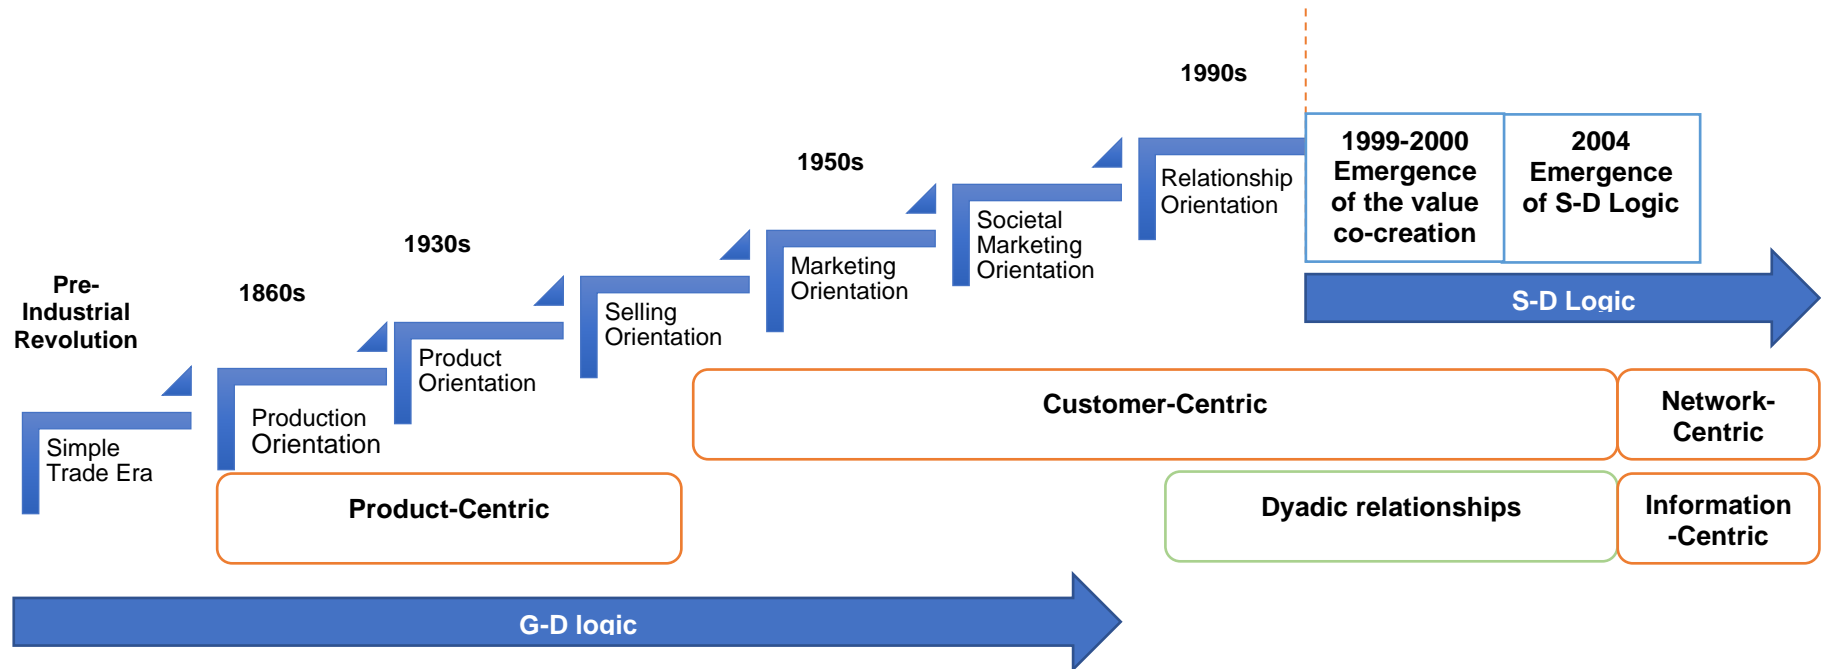 Pre-
Industrial
Revolution
Simple
Trade Era
1860s
Production
Orientation
1930s
Product
Orientation
Selling
Orientation
1950s
Marketing
Orientation
Societal
Marketing
Orientation
1990s
Relationship
Orientation
1999-2000
Emergence
of the value
co-creation
2004
Emergence
of S-D Logic
S-D Logic
Customer-Centric
Network-
Centric
Product-Centric
Dyadic relationships
Information
-Centric
G-D logic